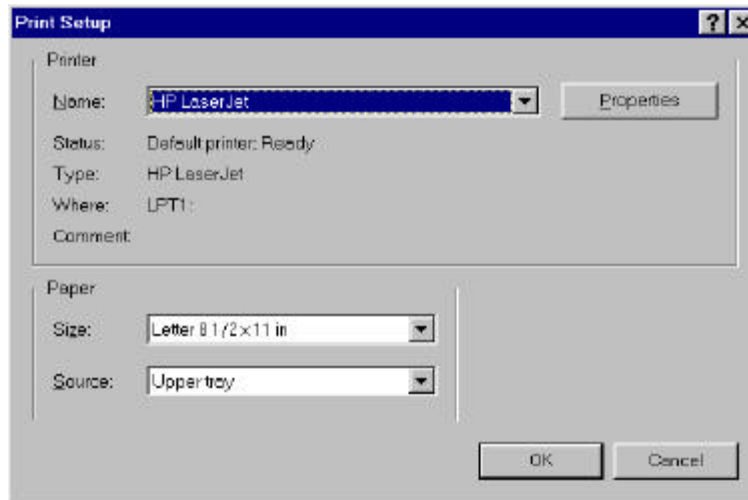 Print Setup
Printer
Name: HP LaserJet Properties
Status: Default printer: Ready
Type: HP LaserJet
Where: LPT1:
Comment:
Paper
Size: Letter 8 1/2×11 in
Source: Upper tray
OK Cancel